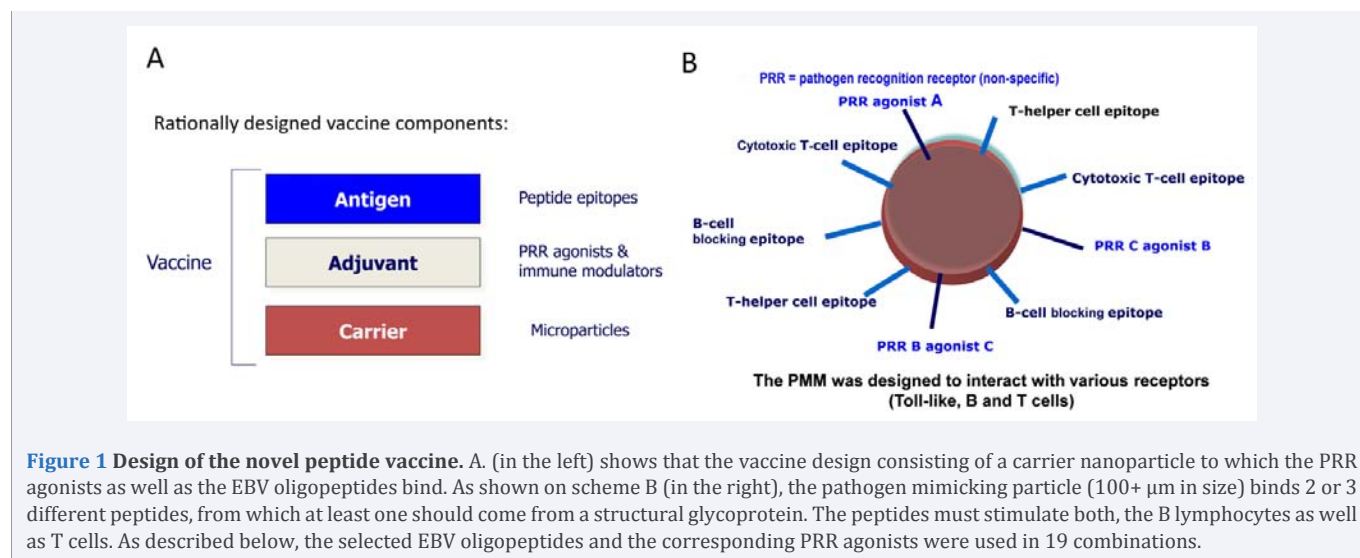 A
Rationally designed vaccine components:
Vaccine
Antigen
Peptide epitopes
Adjuvant
PRR agonists &
immune modulators
Carrier
Microparticles
B
PRR = pathogen recognition receptor (non-specific)
PRR agonist A
T-helper cell epitope
Cytotoxic T-cell epitope
Cytotoxic T-cell epitope
B-cell
blocking epitope
PRR C agonist B
T-helper cell epitope
B-cell blocking epitope
PRR B agonist C
The PMM was designed to interact with various receptors
(Toll-like, B and T cells)
Figure 1 Design of the novel peptide vaccine. A. (in the left) shows that the vaccine design consisting of a carrier nanoparticle to which the PRR
agonists as well as the EBV oligopeptides bind. As shown on scheme B (in the right), the pathogen mimicking particle (100+ µm in size) binds 2 or 3
different peptides, from which at least one should come from a structural glycoprotein. The peptides must stimulate both, the B lymphocytes as well
as T cells. As described below, the selected EBV oligopeptides and the corresponding PRR agonists were used in 19 combinations.